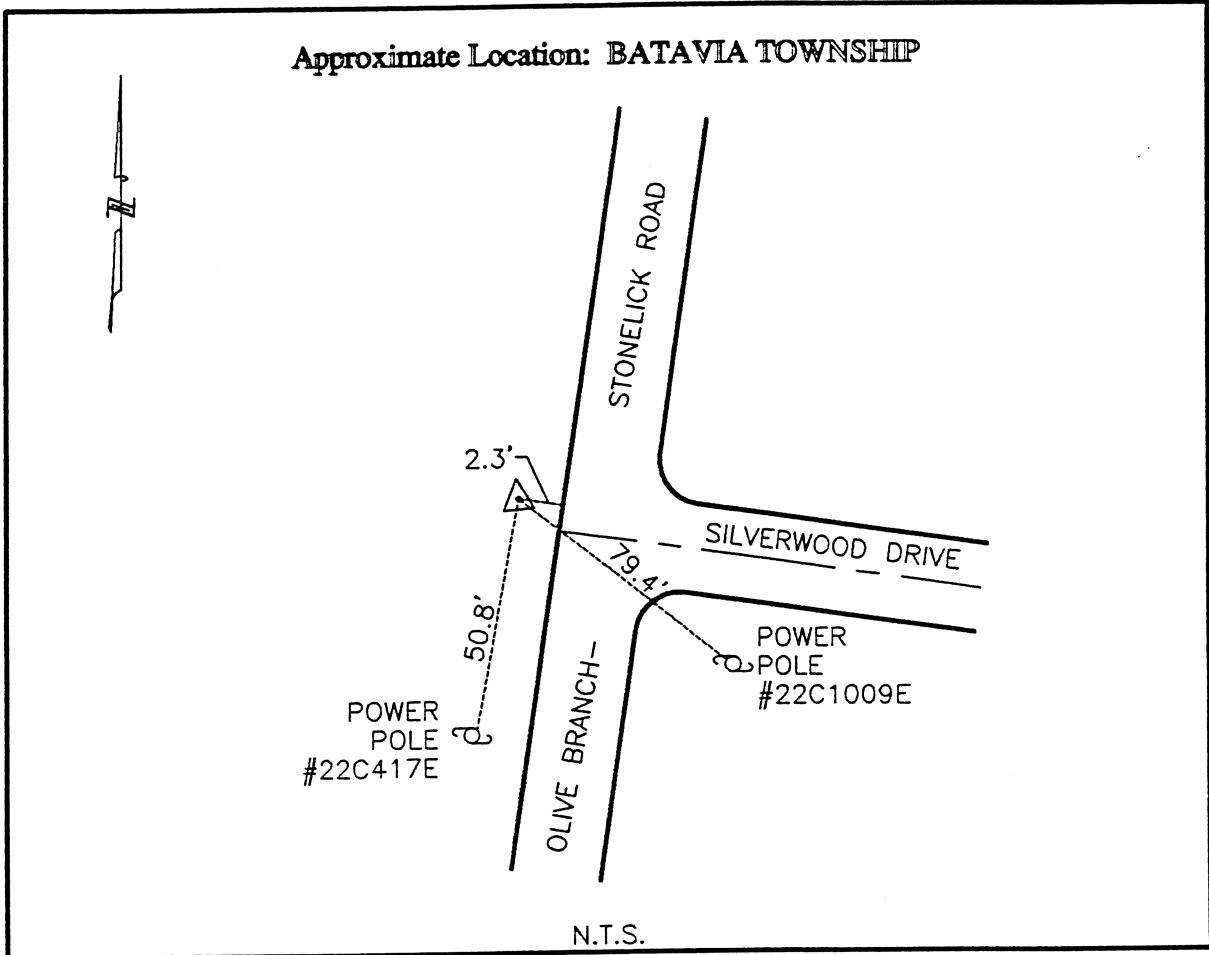 Approximate Location: BATAVIA TOWNSHIP
N
STONELICK ROAD
2.3'
SILVERWOOD DRIVE
79.4'
50.8'
POWER
POLE
#22C1009E
OLIVE BRANCH-
POWER
POLE
#22C417E
N.T.S.